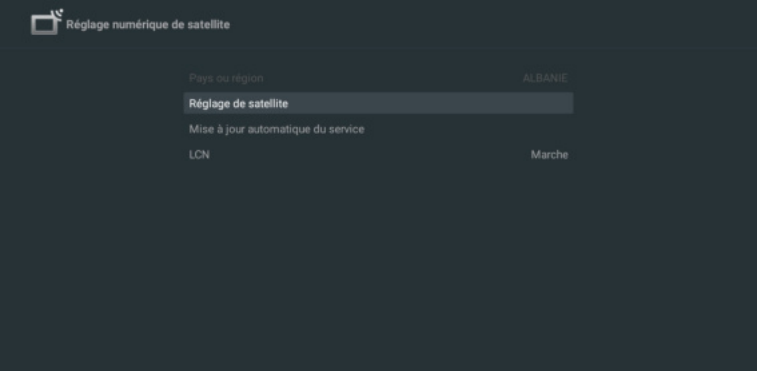 Réglage numérique de satellite
Pays ou région ALBANIE
Réglage de satellite
Mise à jour automatique du service
LCN Marche